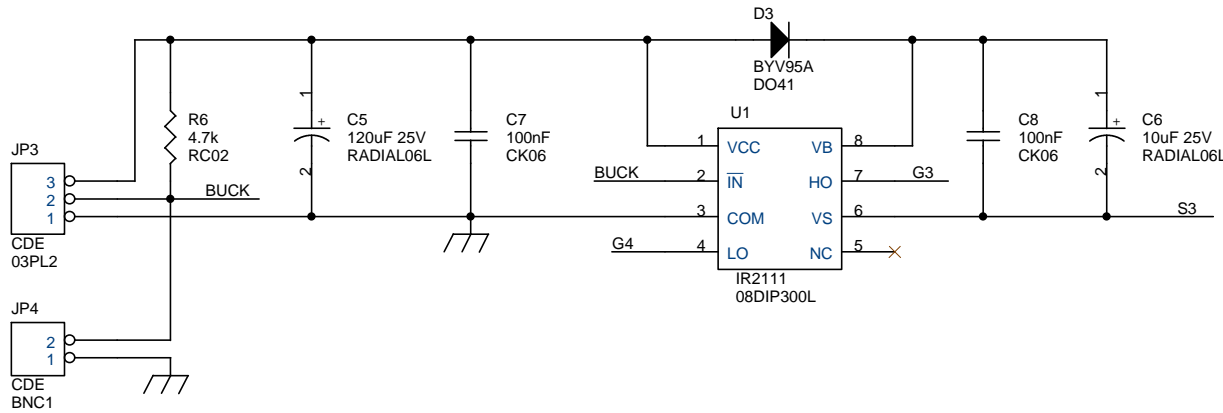 D3
BYV95A
DO41
R6
4.7k
RC02
1
2
+
C5
120uF 25V
RADIAL06L
C7
100nF
CK06
U1
1 VCC
2 IN
3 COM
4 LO
VB 8
HO 7
VS 6
NC 5
IR2111
08DIP300L
BUCK
G4
G3
S3
C8
100nF
CK06
1
2
+
C6
10uF 25V
RADIAL06L
JP3
3
2
1
CDE
03PL2
BUCK
JP4
2
1
CDE
BNC1